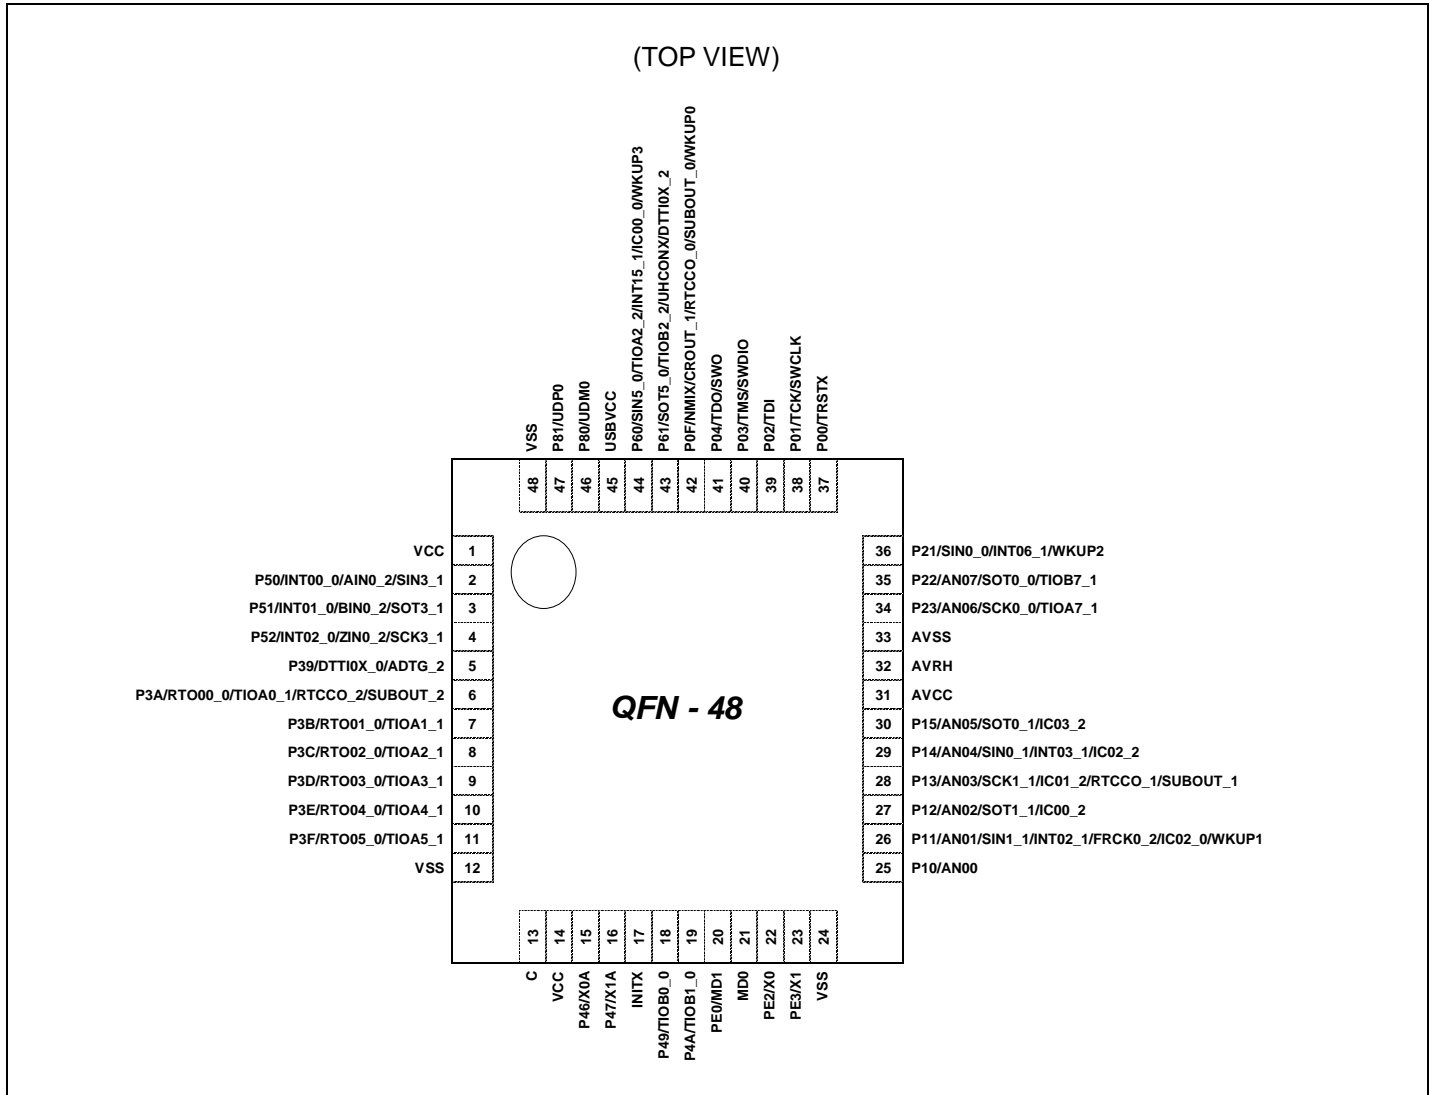 (TOP VIEW)
VSS
P81/UDP0
P80/UDM0
USBVCC
P60/SIN5_0/TIOA2_2/INT15_1/IC00_0/WKUP3
P61/SOT5_0/TIOB2_2/UHCONX/DTTI0X_2
P0F/NMIX/CROUT_1/RTCCO_0/SUBOUT_0/WKUP0
P04/TDO/SWO
P03/TMS/SWDIO
P02/TDI
P01/TCK/SWCLK
P00/TRSTX
48
47
46
45
44
43
42
41
40
39
38
37
VCC 1
P50/INT00_0/AIN0_2/SIN3_1 2
P51/INT01_0/BIN0_2/SOT3_1 3
P52/INT02_0/ZIN0_2/SCK3_1 4
P39/DTTI0X_0/ADTG_2 5
P3A/RTO00_0/TIOA0_1/RTCCO_2/SUBOUT_2 6
P3B/RTO01_0/TIOA1_1 7
P3C/RTO02_0/TIOA2_1 8
P3D/RTO03_0/TIOA3_1 9
P3E/RTO04_0/TIOA4_1 10
P3F/RTO05_0/TIOA5_1 11
VSS 12
QFN - 48
36 P21/SIN0_0/INT06_1/WKUP2
35 P22/AN07/SOT0_0/TIOB7_1
34 P23/AN06/SCK0_0/TIOA7_1
33 AVSS
32 AVRH
31 AVCC
30 P15/AN05/SOT0_1/IC03_2
29 P14/AN04/SIN0_1/INT03_1/IC02_2
28 P13/AN03/SCK1_1/IC01_2/RTCCO_1/SUBOUT_1
27 P12/AN02/SOT1_1/IC00_2
26 P11/AN01/SIN1_1/INT02_1/FRCK0_2/IC02_0/WKUP1
25 P10/AN00
13
14
15
16
17
18
19
20
21
22
23
24
C
VCC
P46/X0A
P47/X1A
INITX
P49/TIOB0_0
P4A/TIOB1_0
PE0/MD1
MD0
PE2/X0
PE3/X1
VSS